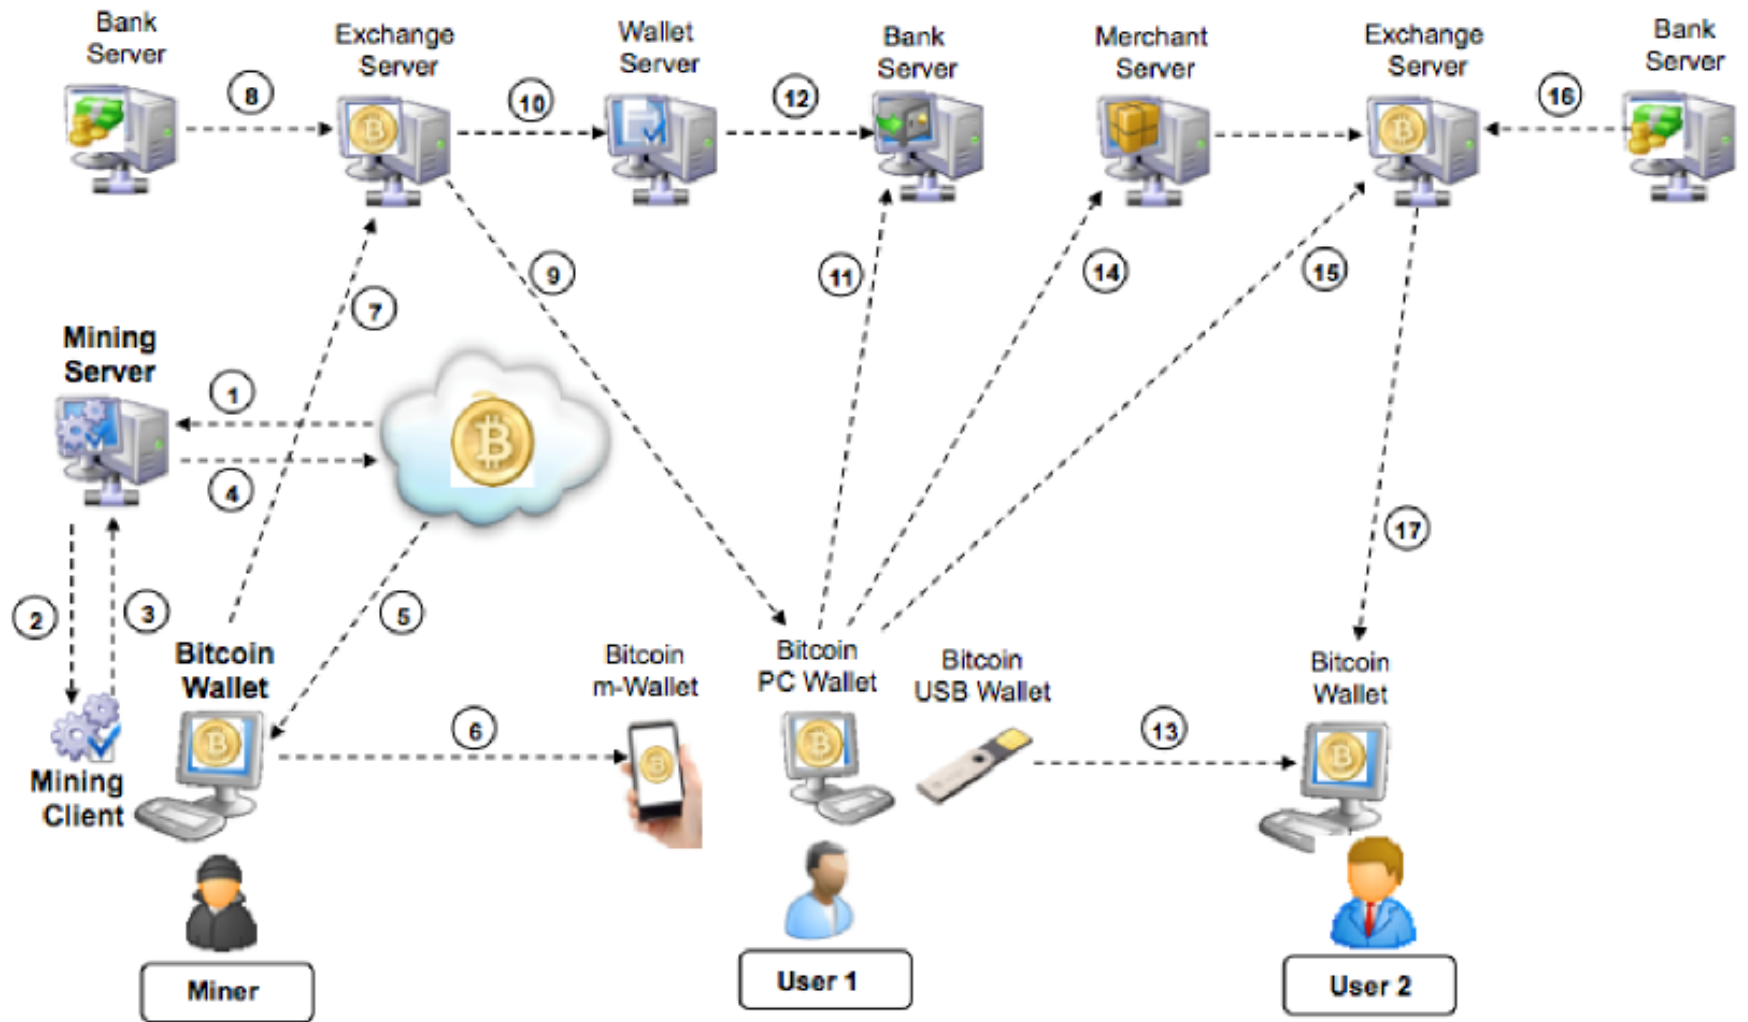 Bank
Server
Exchange
Server
Wallet
Server
Bank
Server
Merchant
Server
Exchange
Server
Bank
Server
8
10
12
16
9
11
14
15
7
Mining
Server
1
4
17
2
3
5
Bitcoin
Wallet
Bitcoin
m-Wallet
Bitcoin
PC Wallet
Bitcoin
USB Wallet
Bitcoin
Wallet
6
13
Mining
Client
Miner
User 1
User 2